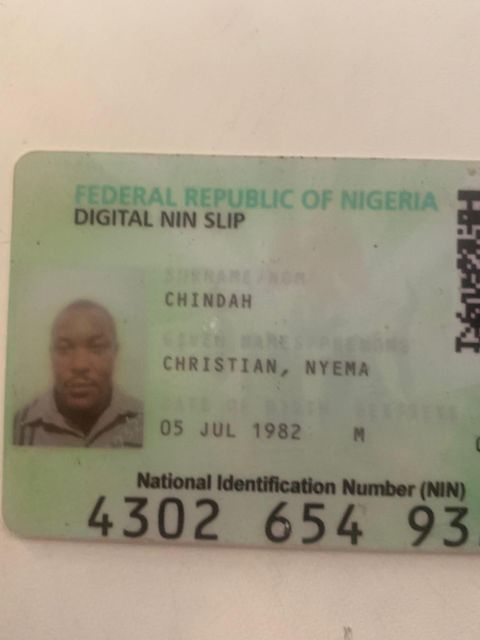 FEDERAL REPUBLIC OF NIGERIA
DIGITAL NIN SLIP
SURNAME/NOM
CHINDAH
GIVEN NAMES/PRENOMS
CHRISTIAN, NYEMA
DATE OF BIRTH SEX/SEXE
05 JUL 1982 M
National Identification Number (NIN)
4302 654 93